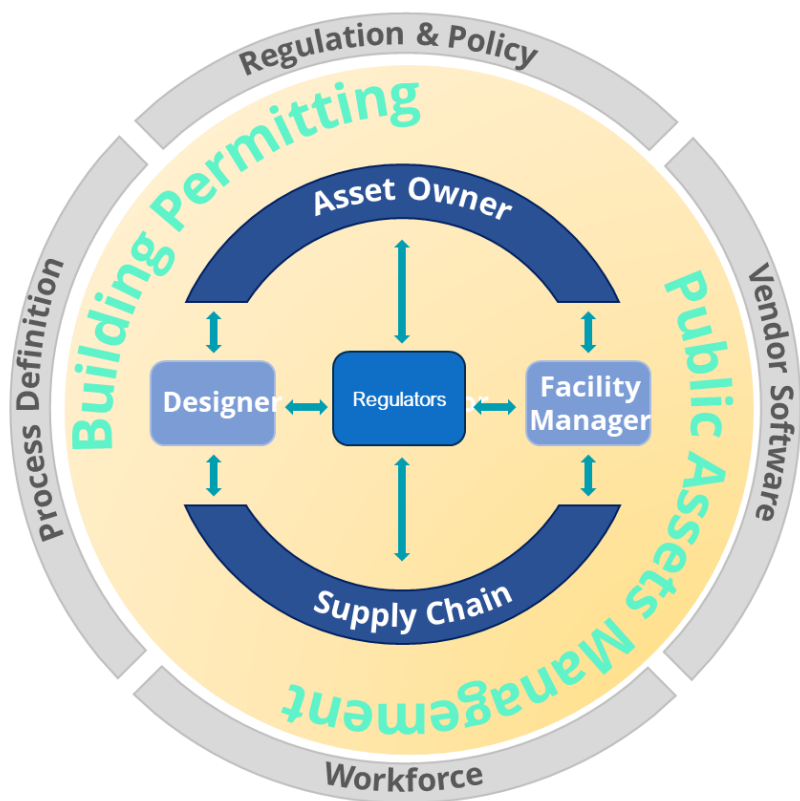 Regulation & Policy
Building Permitting
Asset Owner
Process Definition
Vendor Software
Public Assets Management
Designer
Regulators
Facility
Manager
Supply Chain
Workforce